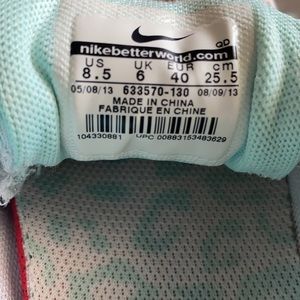 nikebetterworld.com QD
US UK EUR cm
8.5 6 40 25.5
05/08/13 633570-130 08/09/13
MADE IN CHINA
FABRIQUE EN CHINE
104330881 UPC 00883153483629